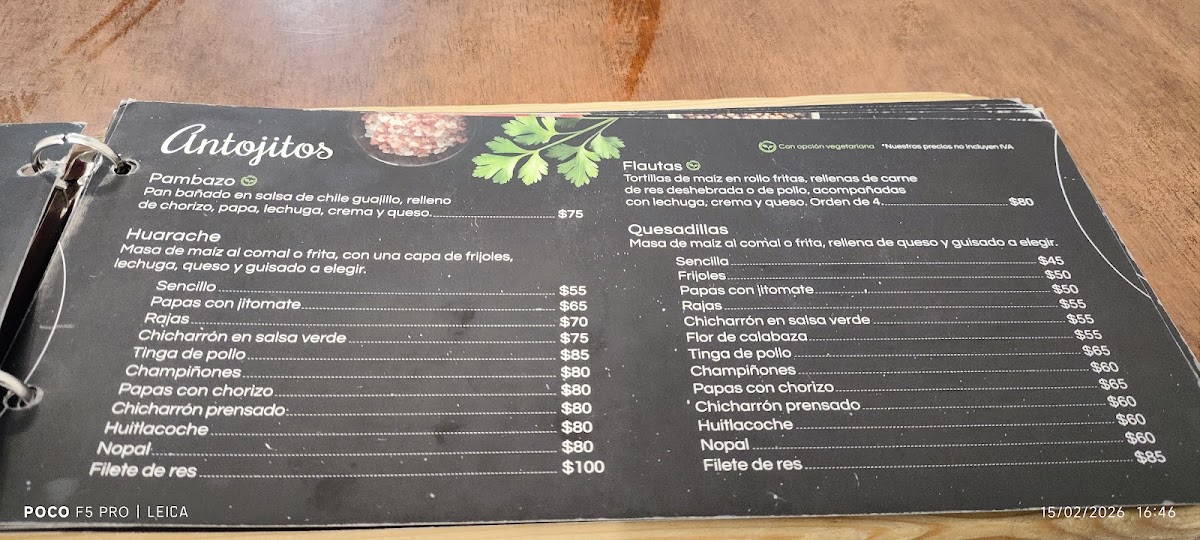 Antojitos
Pambazo
Pan bañado en salsa de chile guajillo, relleno
de chorizo, papa, lechuga, crema y queso. $75
Huarache
Masa de maíz al comal o frita, con una capa de frijoles,
lechuga, queso y guisado a elegir.
Sencillo $55
Papas con jitomate $65
Rajas $70
Chicharrón en salsa verde $75
Tinga de pollo $85
Champiñones $80
Papas con chorizo $80
Chicharrón prensado $80
Huitlacoche $80
Nopal $80
Filete de res $100
Con opción vegetariana *Nuestros precios no incluyen IVA
Flautas
Tortillas de maíz en rollo fritas, rellenas de carne
de res deshebrada o de pollo, acompañadas
con lechuga, crema y queso. Orden de 4. $80
Quesadillas
Masa de maíz al comal o frita, rellena de queso y guisado a elegir.
Sencilla $45
Frijoles $50
Papas con jitomate $50
Rajas $55
Chicharrón en salsa verde $55
Flor de calabaza $55
Tinga de pollo $65
Champiñones $60
Papas con chorizo $65
Chicharrón prensado $60
Huitlacoche $60
Nopal $60
Filete de res $85
POCO F5 PRO | LEICA
15/02/2026 16:46